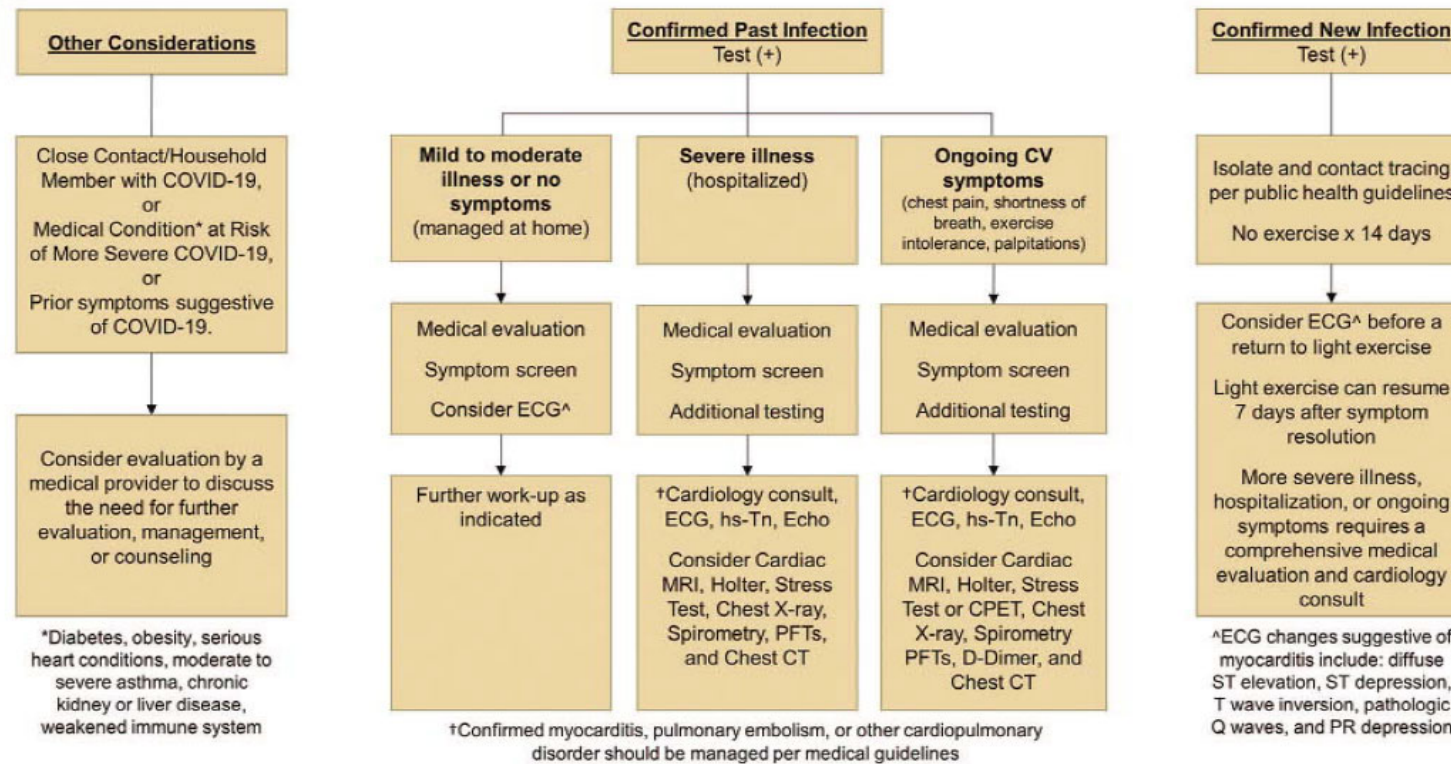 Other Considerations
Close Contact/Household
Member with COVID-19,
or
Medical Condition* at Risk
of More Severe COVID-19,
or
Prior symptoms suggestive
of COVID-19.
Consider evaluation by a
medical provider to discuss
the need for further
evaluation, management,
or counseling
*Diabetes, obesity, serious
heart conditions, moderate to
severe asthma, chronic
kidney or liver disease,
weakened immune system
Confirmed Past Infection
Test (+)
Mild to moderate
illness or no
symptoms
(managed at home)
Medical evaluation
Symptom screen
Consider ECG^
Further work-up as
indicated
Severe illness
(hospitalized)
Medical evaluation
Symptom screen
Additional testing
†Cardiology consult,
ECG, hs-Tn, Echo
Consider Cardiac
MRI, Holter, Stress
Test, Chest X-ray,
Spirometry, PFTs,
and Chest CT
Ongoing CV
symptoms
(chest pain, shortness of
breath, exercise
intolerance, palpitations)
Medical evaluation
Symptom screen
Additional testing
†Cardiology consult,
ECG, hs-Tn, Echo
Consider Cardiac
MRI, Holter, Stress
Test or CPET, Chest
X-ray, Spirometry
PFTs, D-Dimer, and
Chest CT
†Confirmed myocarditis, pulmonary embolism, or other cardiopulmonary
disorder should be managed per medical guidelines
Confirmed New Infection
Test (+)
Isolate and contact tracing
per public health guidelines
No exercise x 14 days
Consider ECG^ before a
return to light exercise
Light exercise can resume
7 days after symptom
resolution
More severe illness,
hospitalization, or ongoing
symptoms requires a
comprehensive medical
evaluation and cardiology
consult
^ECG changes suggestive of
myocarditis include: diffuse
ST elevation, ST depression,
T wave inversion, pathologic
Q waves, and PR depression